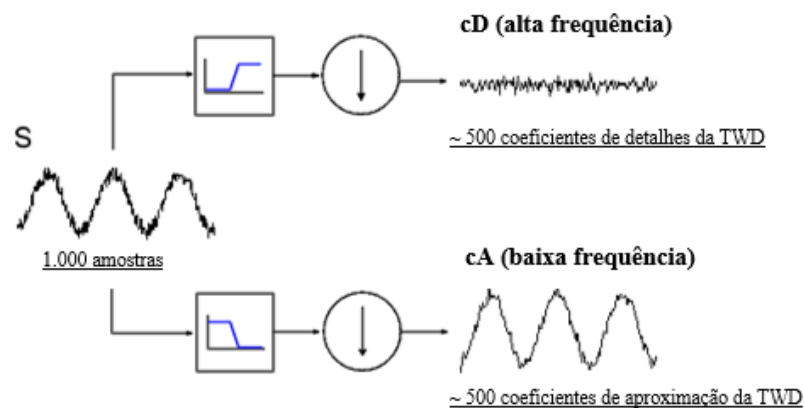 cD (alta frequência)
~ 500 coeficientes de detalhes da TWD
S
1.000 amostras
cA (baixa frequência)
~ 500 coeficientes de aproximação da TWD